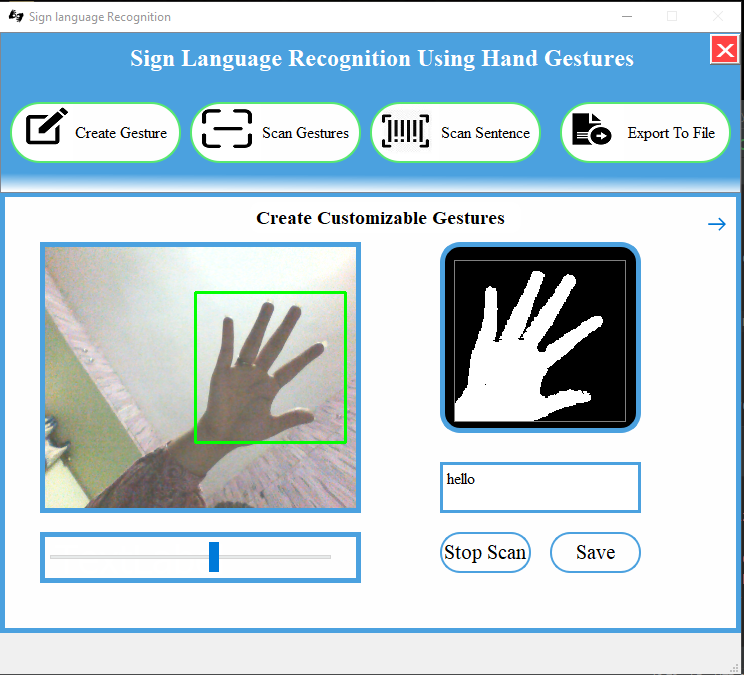 Sign language Recognition
Sign Language Recognition Using Hand Gestures
Create Gesture
Scan Gestures
Scan Sentence
Export To File
Create Customizable Gestures
hello
Stop Scan
Save